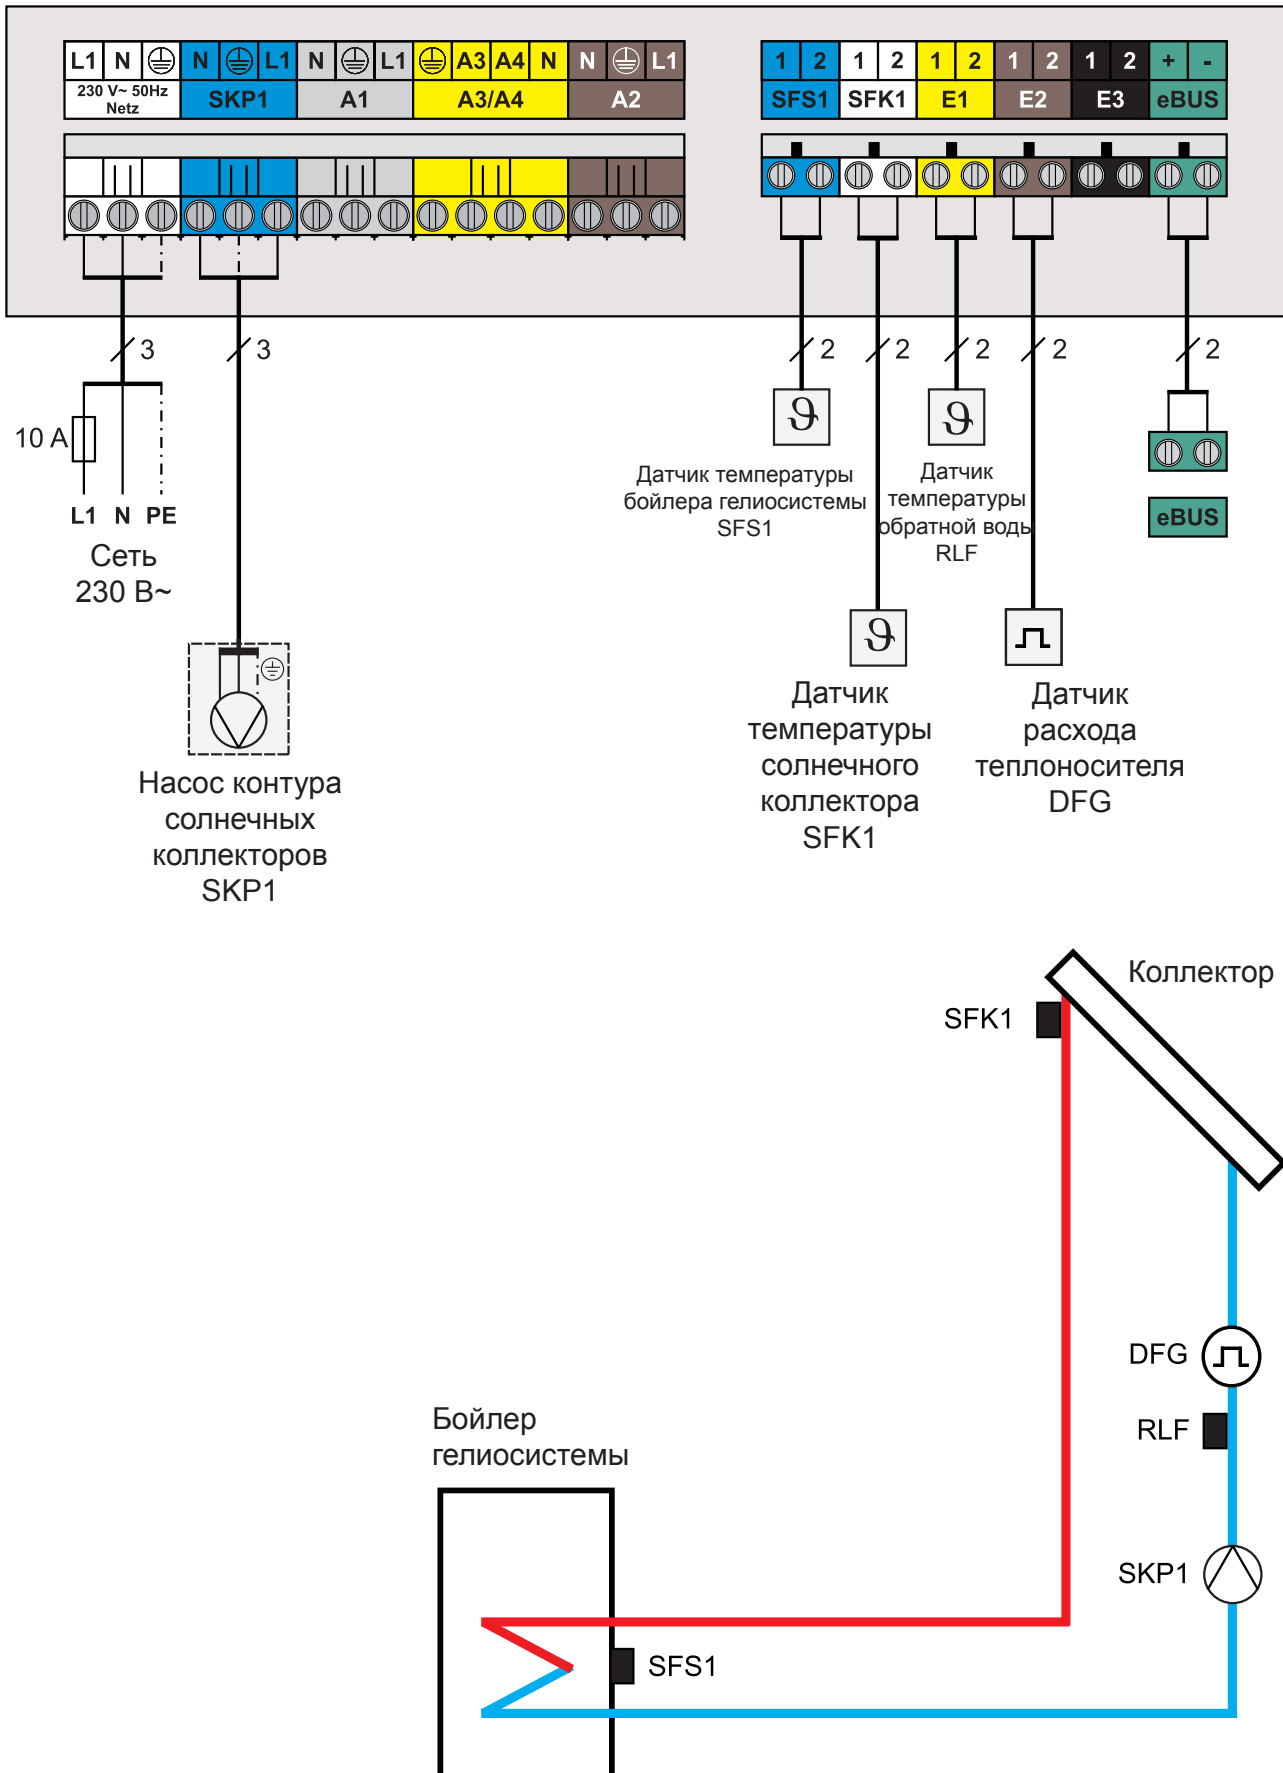 L1 N N L1 N L1 A3 A4 N N L1
230 V~ 50Hz
Netz
SKP1 A1 A3/A4 A2
1 2 1 2 1 2 1 2 1 2 + -
SFS1 SFK1 E1 E2 E3 eBUS
3 3 2 2 2 2 2
10 A
L1 N PE
Сеть
230 В~
Датчик температуры
бойлера гелиосистемы
SFS1
Датчик
температуры
обратной водь
RLF
eBUS
Насос контура
солнечных
коллекторов
SKP1
Датчик
температуры
солнечного
коллектора
SFK1
Датчик
расхода
теплоносителя
DFG
Коллектор
SFK1
DFG
RLF
SKP1
Бойлер
гелиосистемы
SFS1